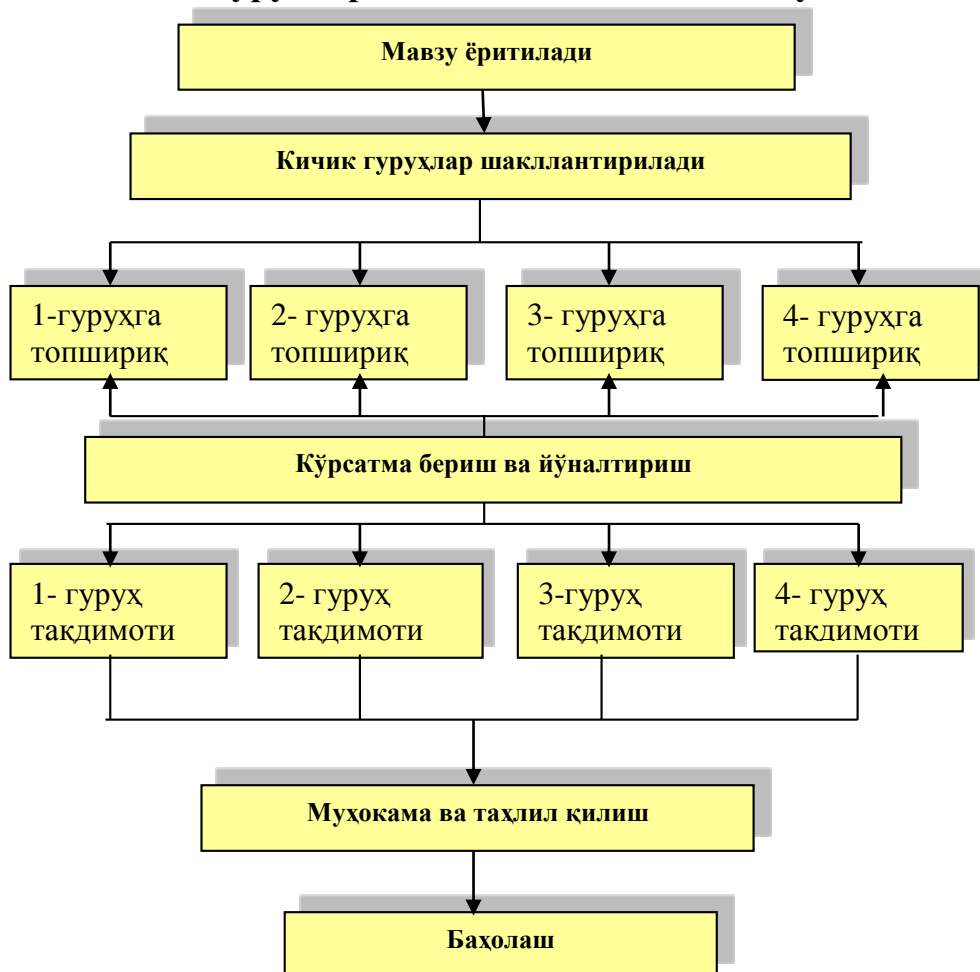 Мавзу ёритилади
Кичик гуруҳлар шакллантирилади
1-гуруҳга
топшириқ
2- гуруҳга
топшириқ
3- гуруҳга
топшириқ
4- гуруҳга
топшириқ
Кўрсатма бериш ва йўналтириш
1- гуруҳ
тақдимоти
2- гуруҳ
тақдимоти
3-гуруҳ
тақдимоти
4- гуруҳ
тақдимоти
Муҳокама ва таҳлил қилиш
Баҳолаш